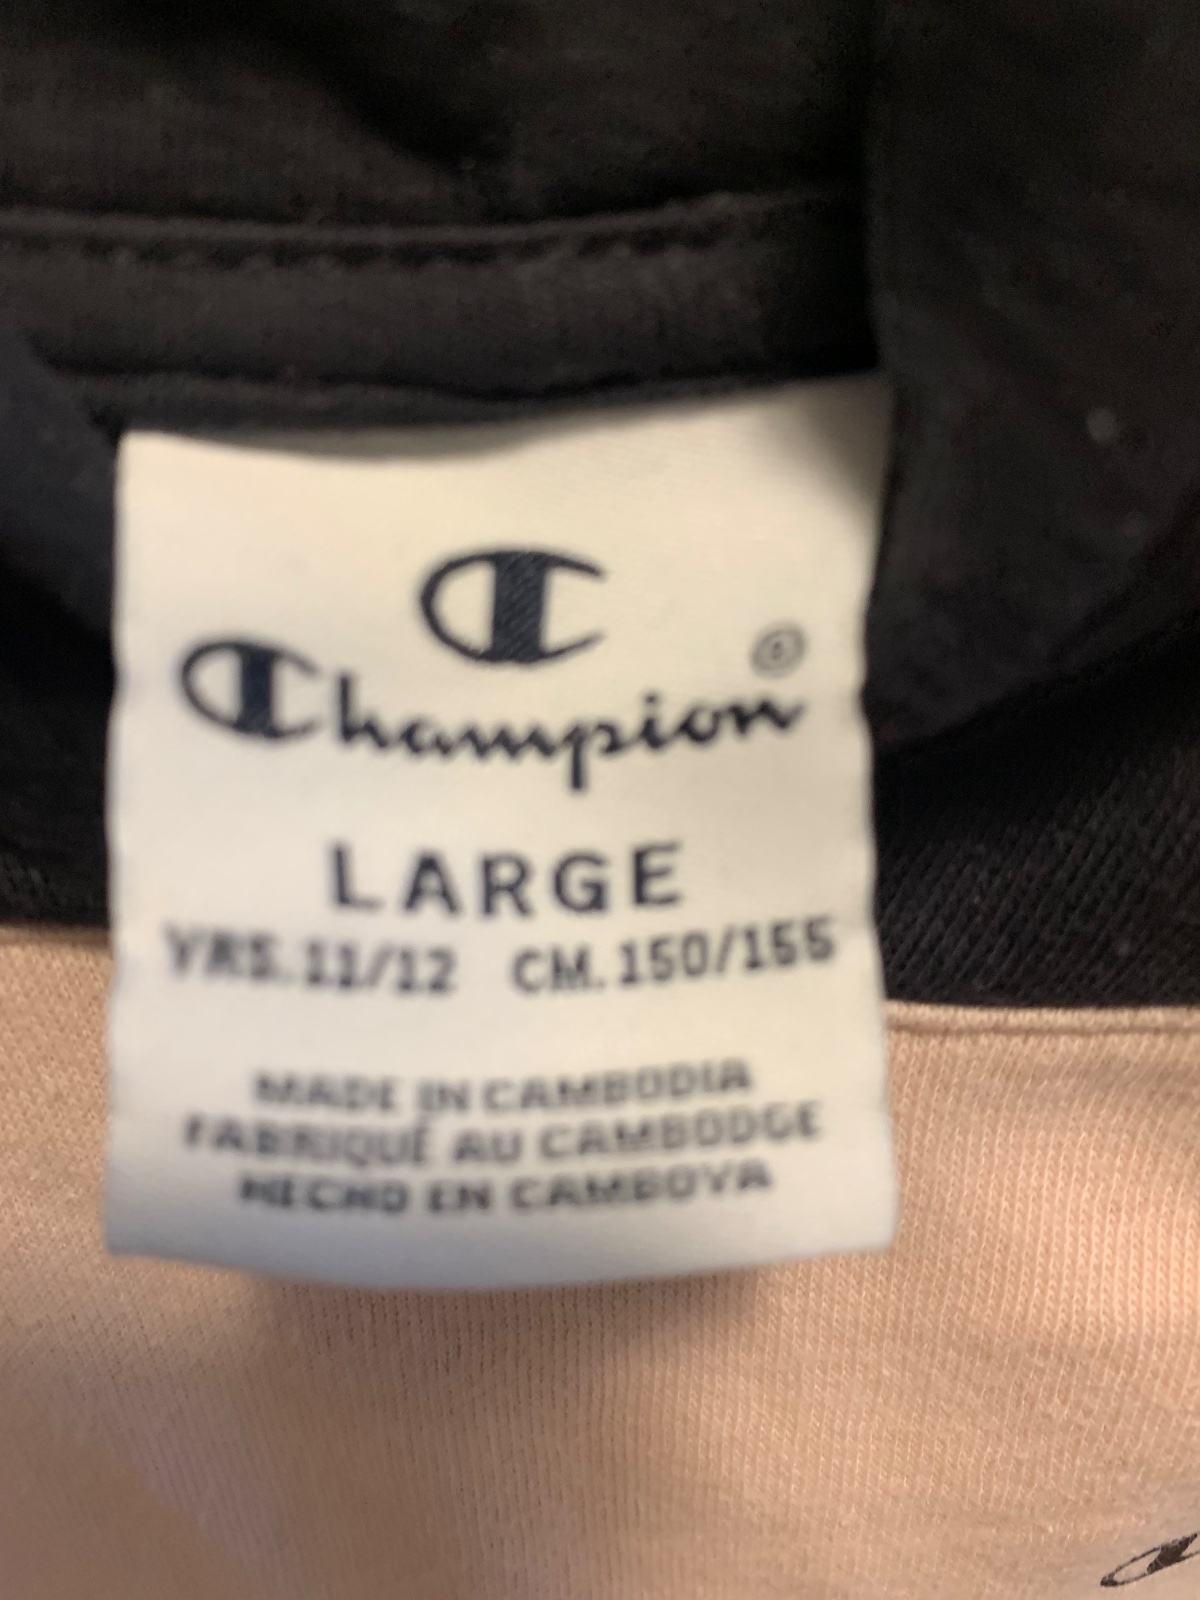 Champion
LARGE
YRS.11/12 CM.150/155
MADE IN CAMBODIA
FABRIQUÉ AU CAMBODGE
HECHO EN CAMBOYA